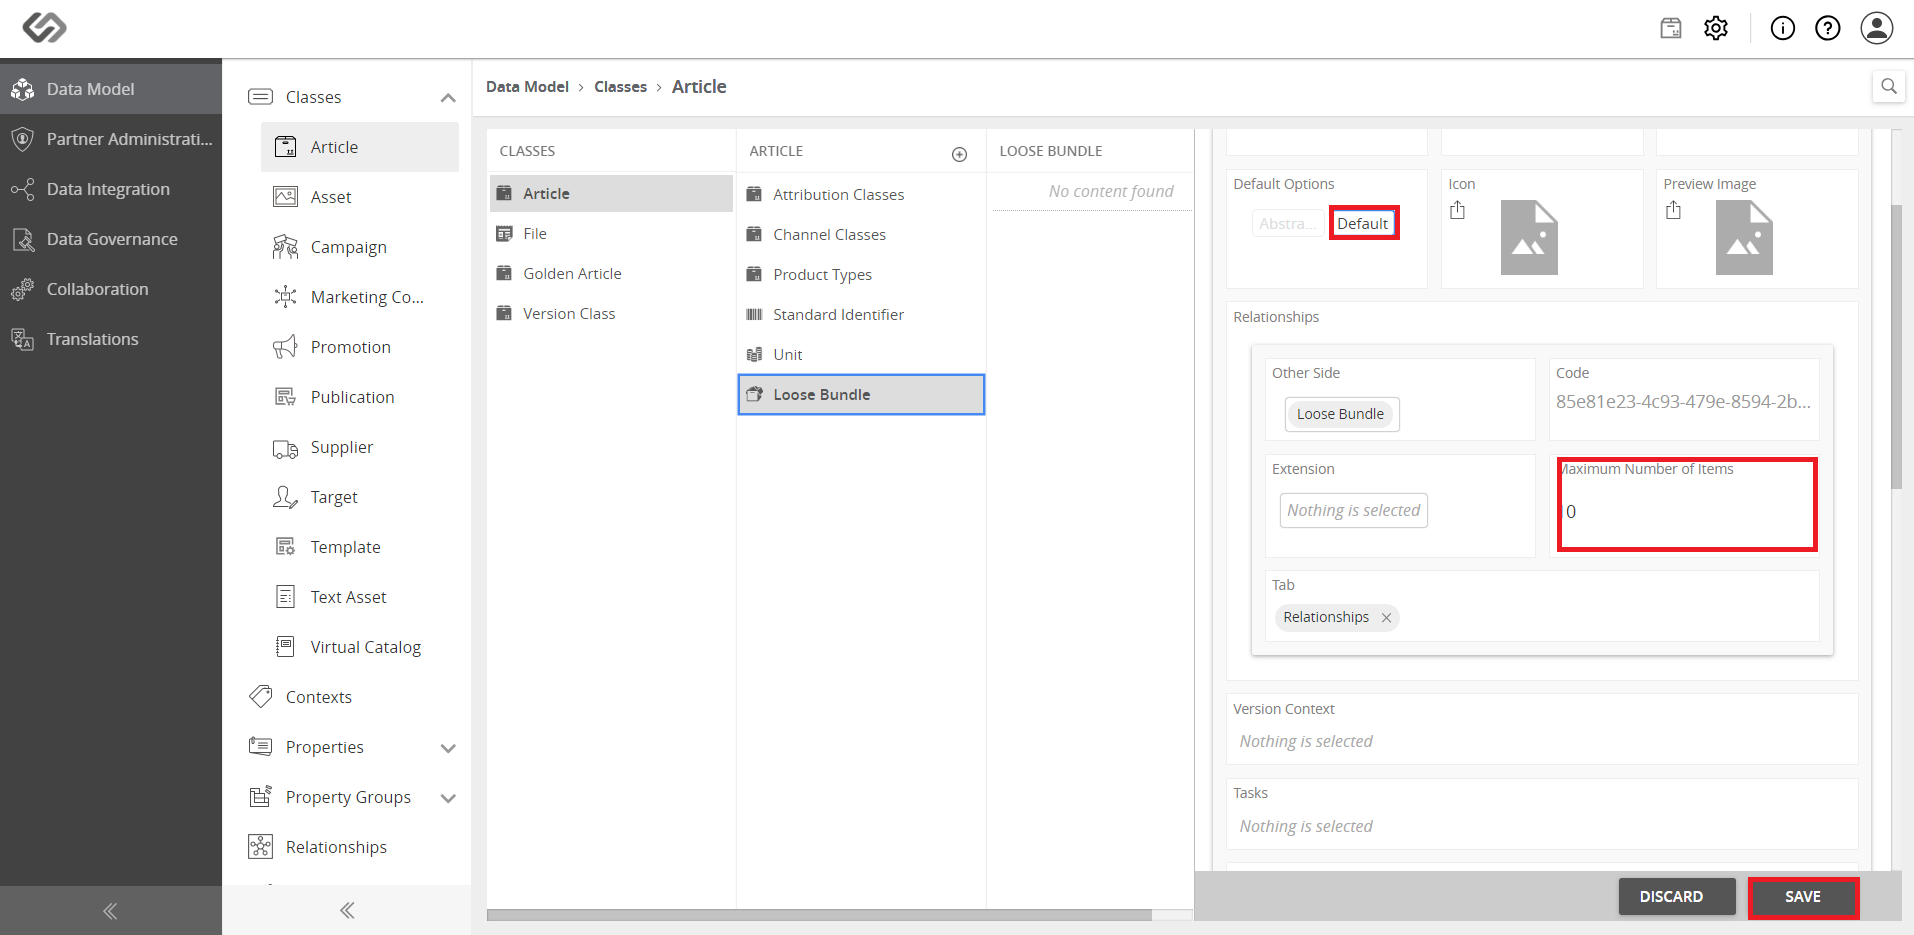 Data Model
Partner Administrati...
Data Integration
Data Governance
Collaboration
Translations
Classes
Article
Asset
Campaign
Marketing Co...
Promotion
Publication
Supplier
Target
Template
Text Asset
Virtual Catalog
Contexts
Properties
Property Groups
Relationships
Data Model > Classes > Article
CLASSES
Article
File
Golden Article
Version Class
ARTICLE
Attribution Classes
Channel Classes
Product Types
Standard Identifier
Unit
Loose Bundle
LOOSE BUNDLE
No content found
Default Options
Abstra...
Default
Icon
Preview Image
Relationships
Other Side
Loose Bundle
Code
85e81e23-4c93-479e-8594-2b...
Extension
Nothing is selected
Maximum Number of Items
Tab
Relationships
Version Context
Nothing is selected
Tasks
Nothing is selected
DISCARD
SAVE